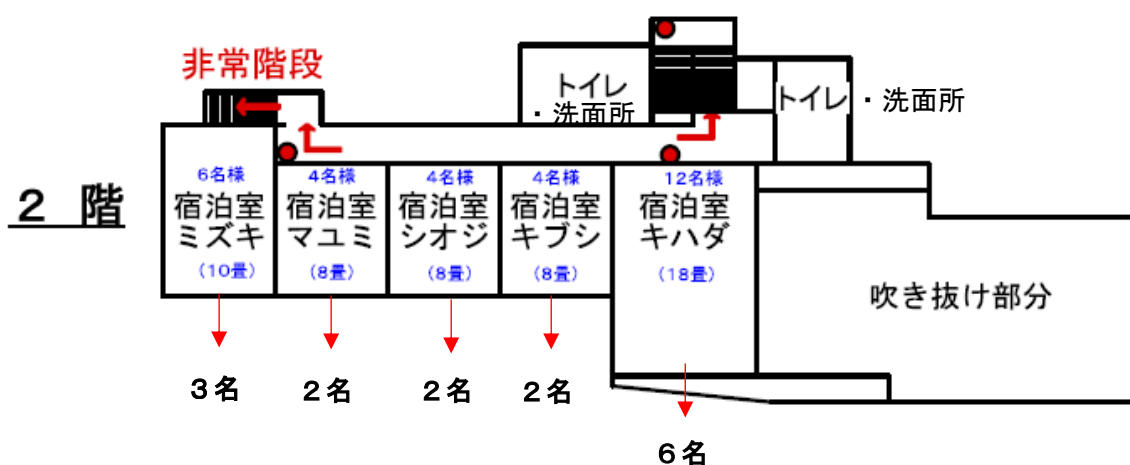 非常階段
トイレ
・洗面所
トイレ ・洗面所
２ 階
6名様
宿泊室
ミズキ
(10畳)
4名様
宿泊室
マユミ
(8畳)
4名様
宿泊室
シオジ
(8畳)
4名様
宿泊室
キブシ
(8畳)
12名様
宿泊室
キハダ
(18畳)
吹き抜け部分
３名
２名
２名
２名
６名